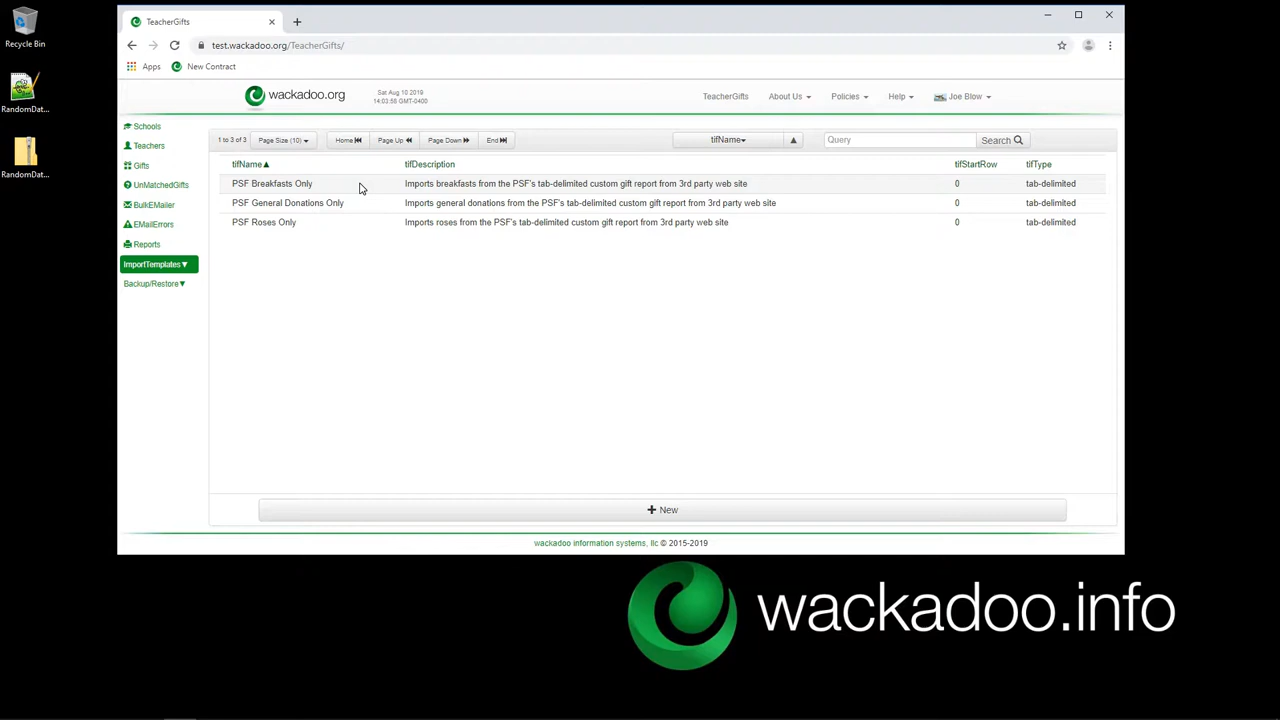 Recycle Bin
RandomDat...
RandomDat...
TeacherGifts
test.wackadoo.org/TeacherGifts/
Apps
New Contract
wackadoo.org
Sat Aug 10 2019
14:03:58 GMT-0400
TeacherGifts
About Us
Policies
Help
Joe Blow
Schools
Teachers
Gifts
UnMatchedGifts
BulkEMailer
EMailErrors
Reports
ImportTemplates▼
Backup/Restore▼
1 to 3 of 3
Page Size (10)
Home
Page Up
Page Down
End
tifName
▲
Query
Search
tifName▲ tifDescription tifStartRow tifType
PSF Breakfasts Only Imports breakfasts from the PSF's tab-delimited custom gift report from 3rd party web site 0 tab-delimited
PSF General Donations Only Imports general donations from the PSF's tab-delimited custom gift report from 3rd party web site 0 tab-delimited
PSF Roses Only Imports roses from the PSF's tab-delimited custom gift report from 3rd party web site 0 tab-delimited
+ New
wackadoo information systems, llc © 2015-2019
wackadoo.info